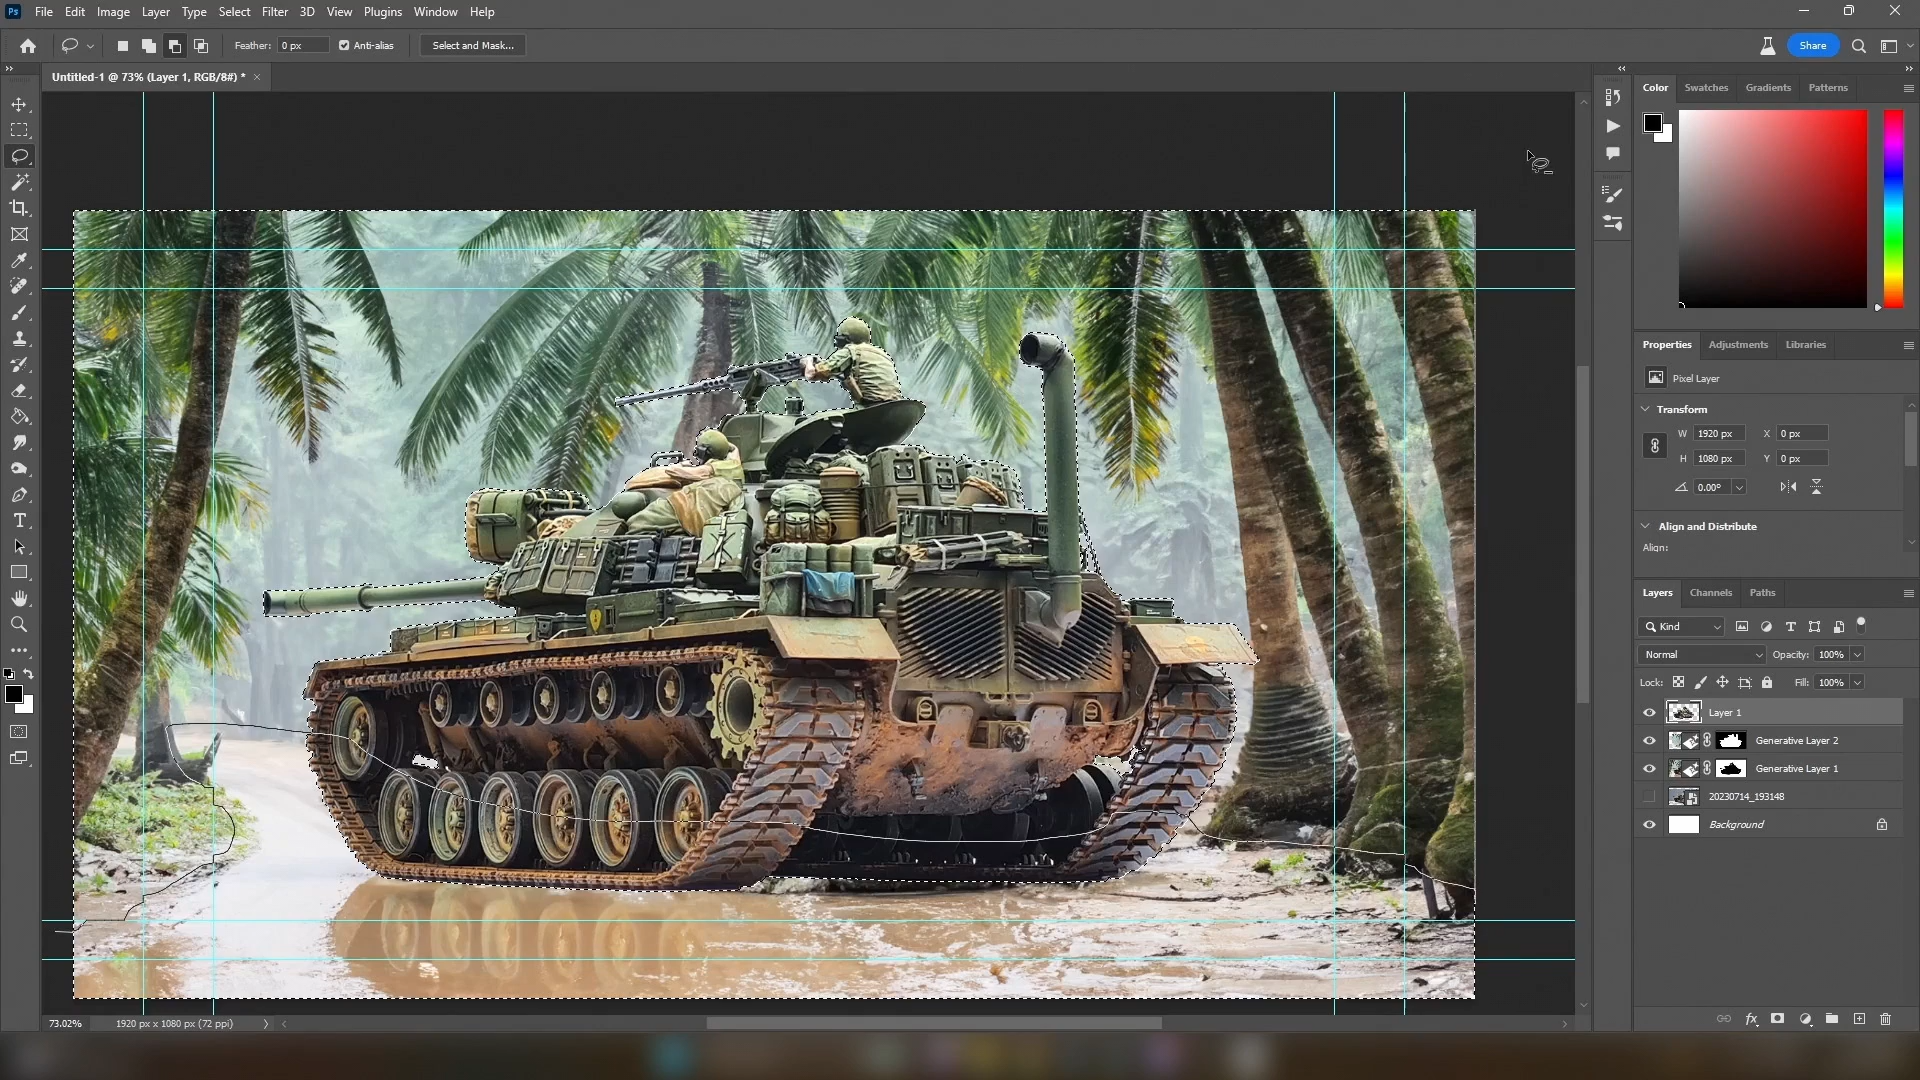 Ps File Edit Image Layer Type Select Filter 3D View Plugins Window Help
Feather: 0 px Anti-alias Select and Mask... Share
Untitled-1 @ 73% (Layer 1, RGB/8#) *
Color Swatches Gradients Patterns
Properties Adjustments Libraries
Pixel Layer
Transform
W 1920 px X 0 px
H 1080 px Y 0 px
0.00°
Align and Distribute
Align:
Layers Channels Paths
Kind
Normal Opacity: 100%
Lock: Fill: 100%
Layer 1
Generative Layer 2
Generative Layer 1
20230714_193148
Background
73.02% 1920 px x 1080 px (72 ppi)
fx